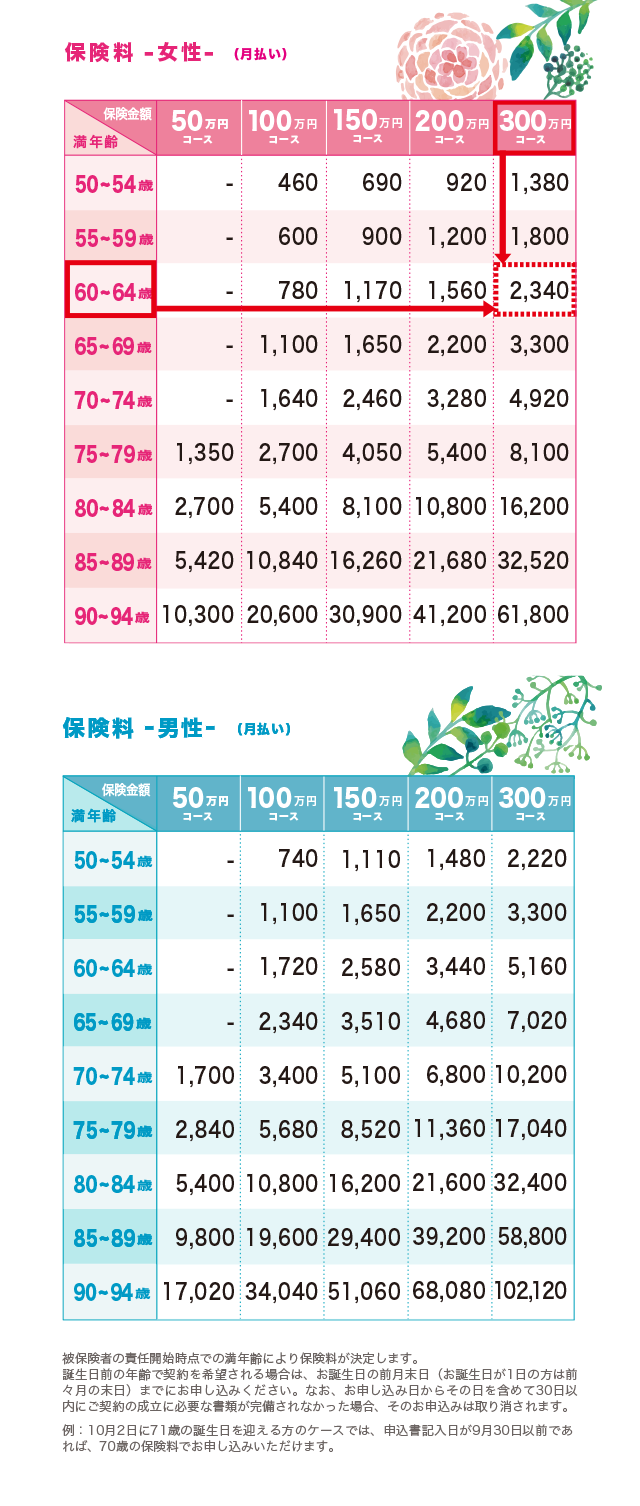 保険料 -女性- （月払い）
保険金額 満年齢 50万円コース 100万円コース 150万円コース 200万円コース 300万円コース
50~54歳 - 460 690 920 1,380
55~59歳 - 600 900 1,200 1,800
60~64歳 - 780 1,170 1,560 2,340
65~69歳 - 1,100 1,650 2,200 3,300
70~74歳 - 1,640 2,460 3,280 4,920
75~79歳 1,350 2,700 4,050 5,400 8,100
80~84歳 2,700 5,400 8,100 10,800 16,200
85~89歳 5,420 10,840 16,260 21,680 32,520
90~94歳 10,300 20,600 30,900 41,200 61,800
保険料 -男性- （月払い）
保険金額 満年齢 50万円コース 100万円コース 150万円コース 200万円コース 300万円コース
50~54歳 - 740 1,110 1,480 2,220
55~59歳 - 1,100 1,650 2,200 3,300
60~64歳 - 1,720 2,580 3,440 5,160
65~69歳 - 2,340 3,510 4,680 7,020
70~74歳 1,700 3,400 5,100 6,800 10,200
75~79歳 2,840 5,680 8,520 11,360 17,040
80~84歳 5,400 10,800 16,200 21,600 32,400
85~89歳 9,800 19,600 29,400 39,200 58,800
90~94歳 17,020 34,040 51,060 68,080 102,120
被保険者の責任開始時点での満年齢により保険料が決定します。
誕生日前の年齢で契約を希望される場合は、お誕生日の前月末日（お誕生日が1日の方は前
々月の末日）までにお申し込みください。なお、お申し込み日からその日を含めて30日以
内にご契約の成立に必要な書類が完備されなかった場合、そのお申込みは取り消されます。
例：10月2日に71歳の誕生日を迎える方のケースでは、申込書記入日が9月30日以前であ
れば、70歳の保険料でお申し込みいただけます。